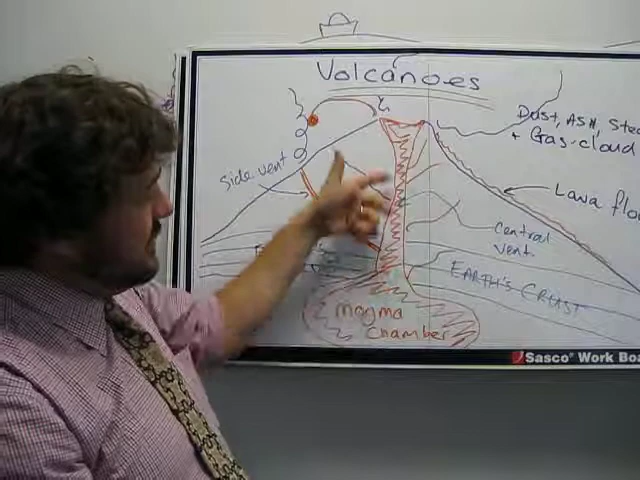 Volcanoes
Dust, ASH, Stea
+ Gas-cloud
Side vent
Lava flo
Central
vent.
EARTH'S CRUST
magma
chamber
Sasco Work Boa